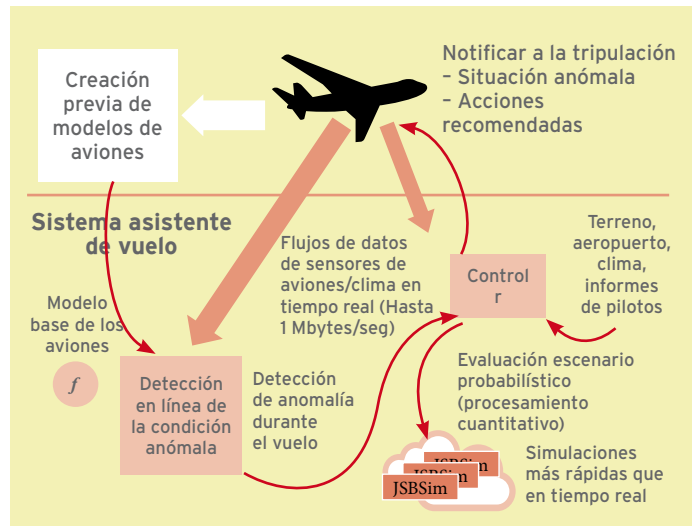 Creación
previa de
modelos de
aviones
Notificar a la tripulación
– Situación anómala
– Acciones
recomendadas
Sistema asistente
de vuelo
Flujos de datos
de sensores de
aviones/clima en
tiempo real (Hasta
1 Mbytes/seg)
Control
r
Terreno,
aeropuerto,
clima,
informes
de pilotos
Modelo
base de los
aviones
f
Detección
en línea de
la condición
anómala
Detección
de anomalía
durante
el vuelo
Evaluación escenario
probabilístico
(procesamiento
cuantitativo)
JSBSim
JSBSim
JSBSim
Simulaciones
más rápidas que
en tiempo real